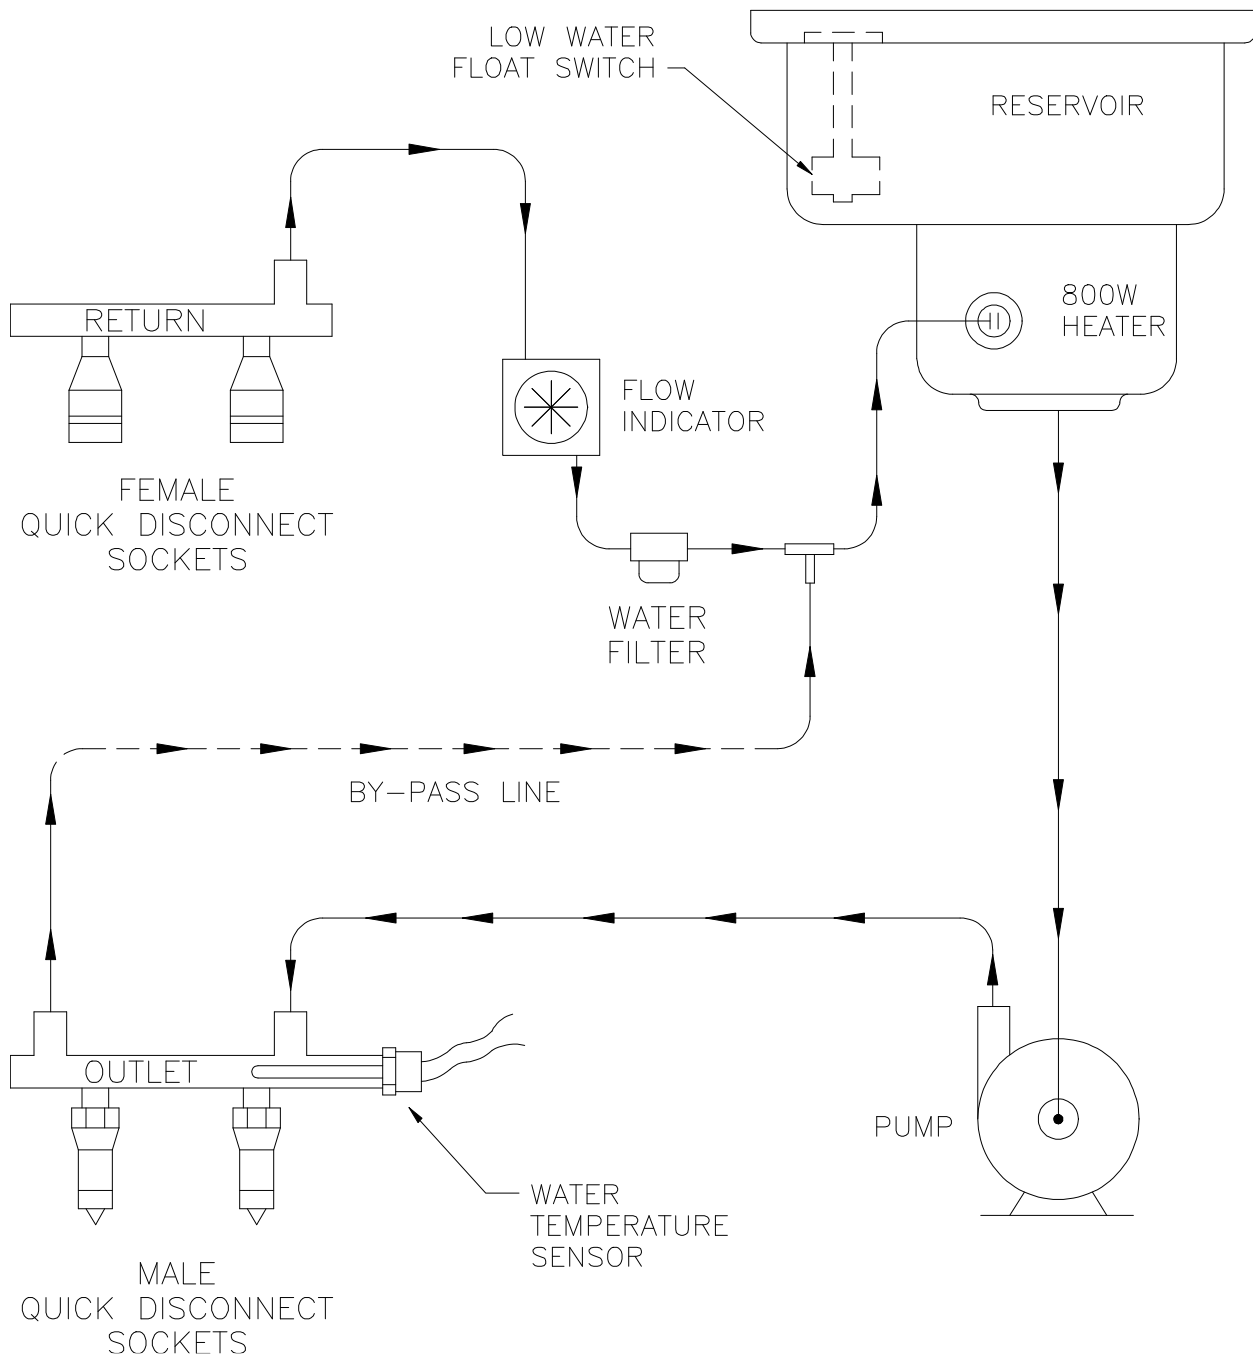 LOW WATER
FLOAT SWITCH
RESERVOIR
RETURN
800W
HEATER
FLOW
INDICATOR
FEMALE
QUICK DISCONNECT
SOCKETS
WATER
FILTER
BY-PASS LINE
OUTLET
PUMP
WATER
TEMPERATURE
SENSOR
MALE
QUICK DISCONNECT
SOCKETS